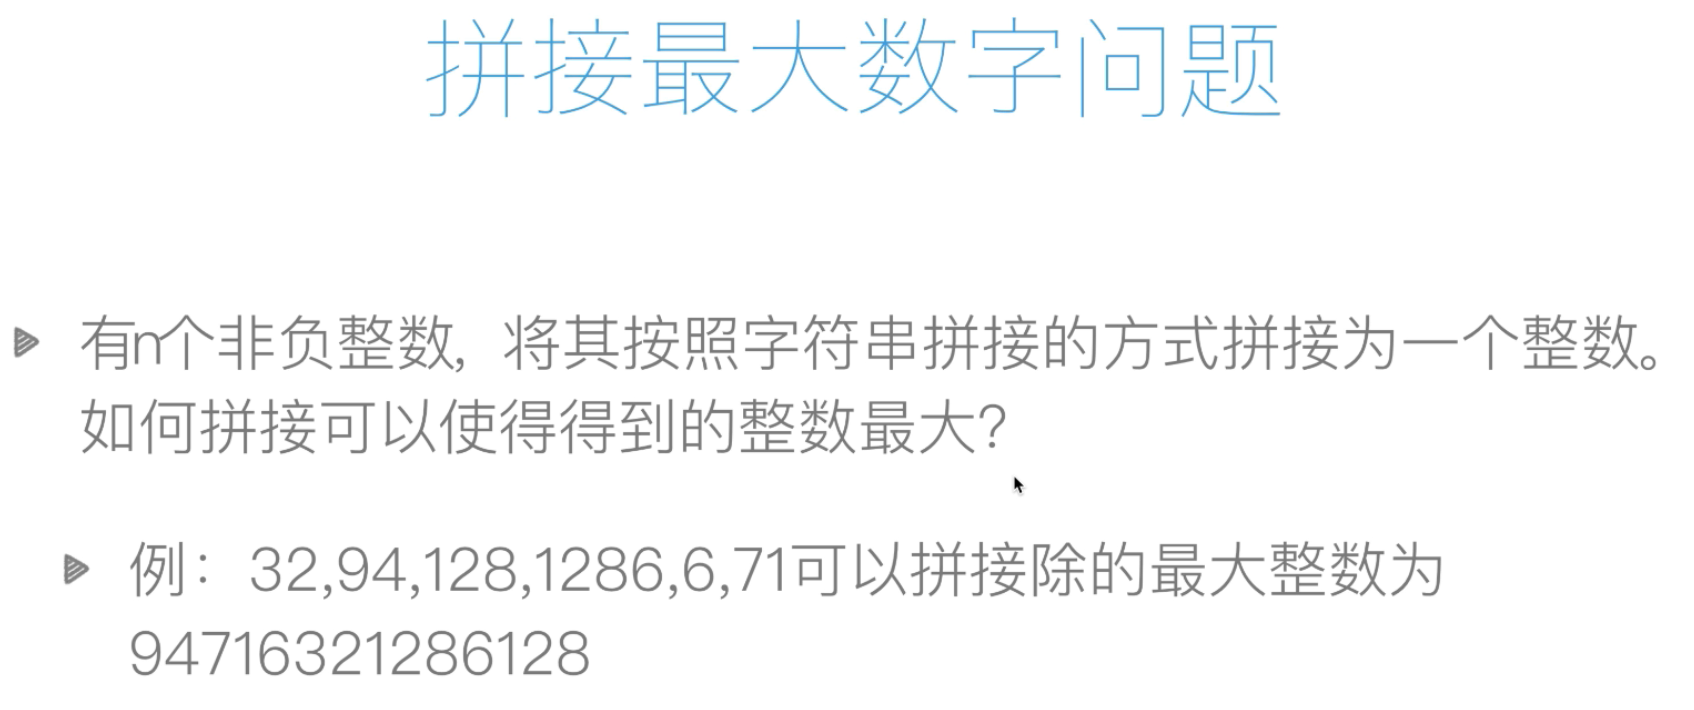 拼接最大数字问题
有n个非负整数，将其按照字符串拼接的方式拼接为一个整数。
如何拼接可以使得得到的整数最大？
例：32,94,128,1286,6,71可以拼接除的最大整数为
94716321286128